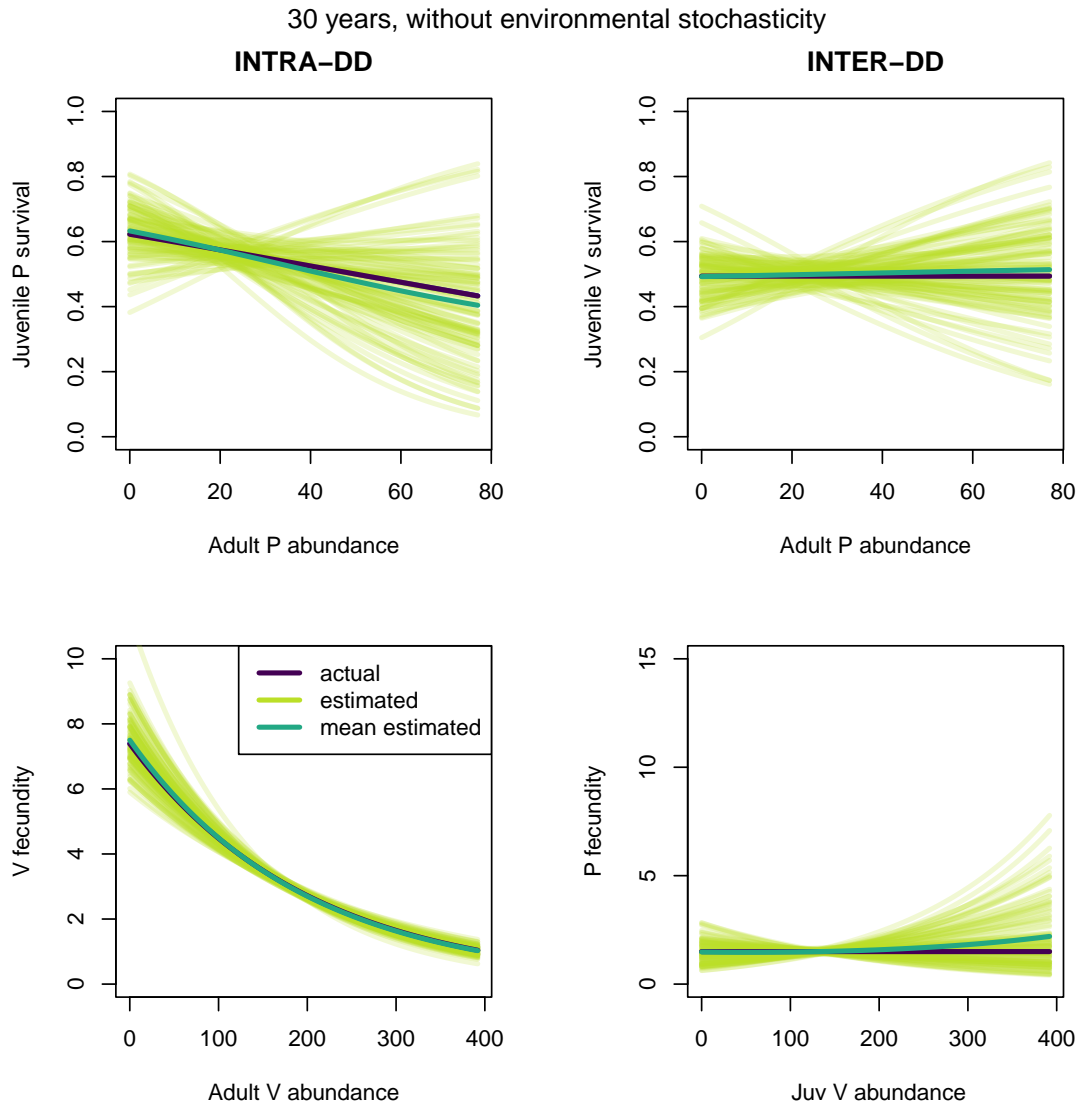 30 years, without environmental stochasticity
INTRA−DD
INTER−DD
1.0
0.8
0.6
0.4
0.2
0.0
Juvenile P survival
0 20 40 60 80
Adult P abundance
1.0
0.8
0.6
0.4
0.2
0.0
Juvenile V survival
0 20 40 60 80
Adult P abundance
10
8
6
4
2
0
V fecundity
actual
estimated
mean estimated
0 100 200 300 400
Adult V abundance
15
10
5
0
P fecundity
0 100 200 300 400
Juv V abundance